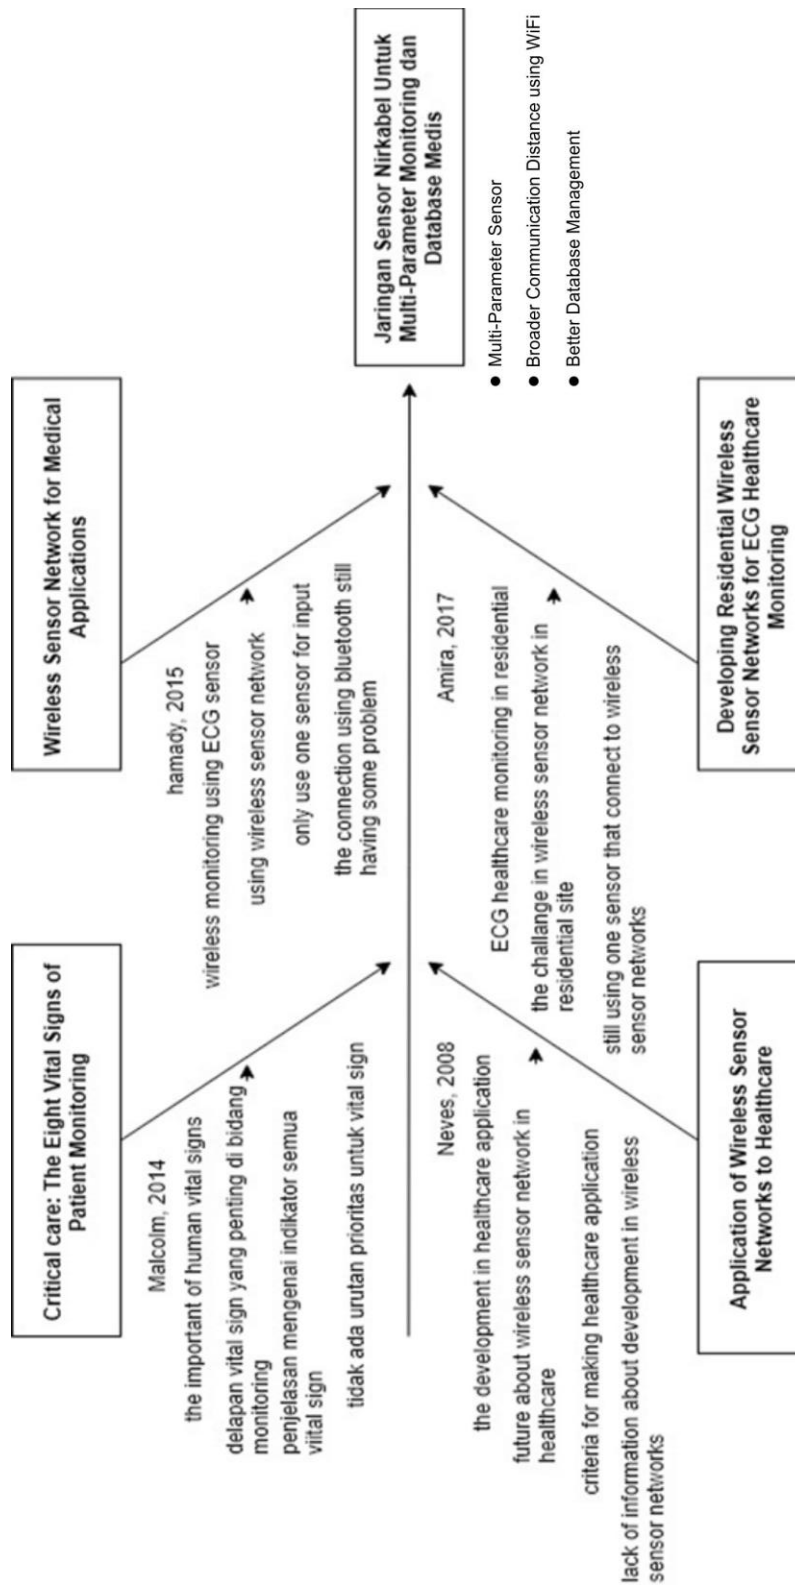 Critical care: The Eight Vital Signs of
Patient Monitoring
Malcolm, 2014
the important of human vital signs
delapan vital sign yang penting di bidang
monitoring
penjelasan mengenai indikator semua
viital sign
tidak ada urutan prioritas untuk vital sign
Wireless Sensor Network for Medical
Applications
hamady, 2015
wireless monitoring using ECG sensor
using wireless sensor network
only use one sensor for input
the connection using bluetooth still
having some problem
Jaringan Sensor Nirkabel Untuk
Multi-Parameter Monitoring dan
Database Medis
● Multi-Parameter Sensor
● Broader Communication Distance using WiFi
● Better Database Management
Neves, 2008
the development in healthcare application
future about wireless sensor network in
healthcare
criteria for making healthcare application
lack of information about development in wireless
sensor networks
Application of Wireless Sensor
Networks to Healthcare
Amira, 2017
ECG healthcare monitoring in residential
the challange in wireless sensor network in
residential site
still using one sensor that connect to wireless
sensor networks
Developing Residential Wireless
Sensor Networks for ECG Healthcare
Monitoring